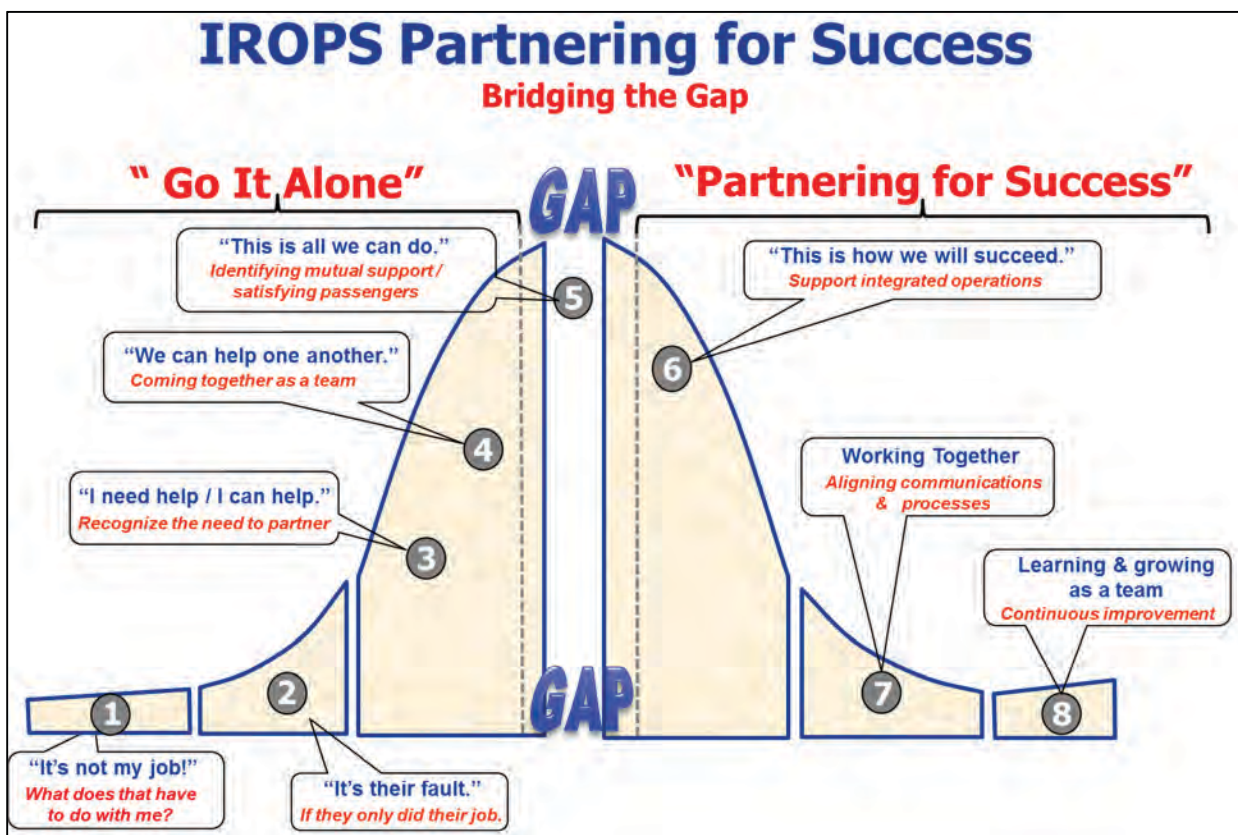 IROPS Partnering for Success
Bridging the Gap
“ Go It Alone”
GAP
“Partnering for Success”
“This is all we can do.”
Identifying mutual support /
satisfying passengers
5
“This is how we will succeed.”
Support integrated operations
6
“We can help one another.”
Coming together as a team
4
“I need help / I can help.”
Recognize the need to partner
3
Working Together
Aligning communications
& processes
7
Learning & growing
as a team
Continuous improvement
8
GAP
1
“It’s not my job!”
What does that have
to do with me?
2
“It’s their fault.”
If they only did their job.